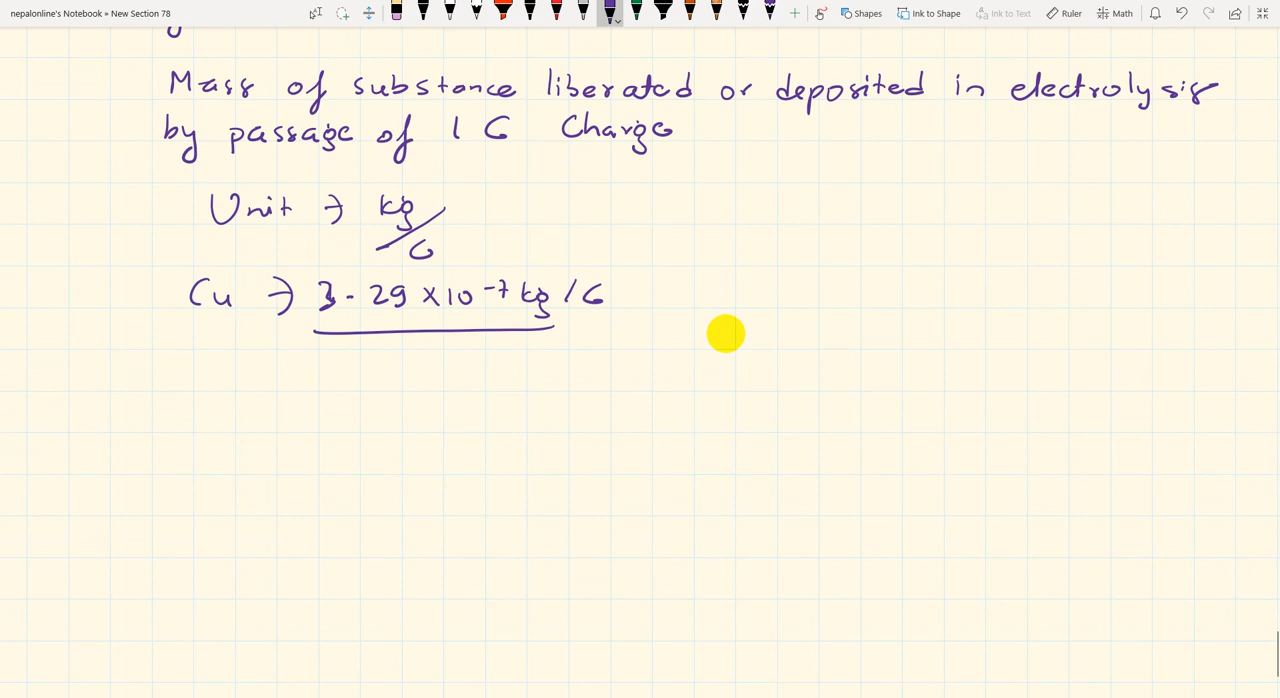 nepalonline's Notebook » New Section 78
Shapes Ink to Shape Ink to Text Ruler Math
Mass of substance liberated or deposited in electrolysis
by passage of 1 C Charge
Unit → kg/C
Cu → 3.29 × 10⁻⁷ kg/C